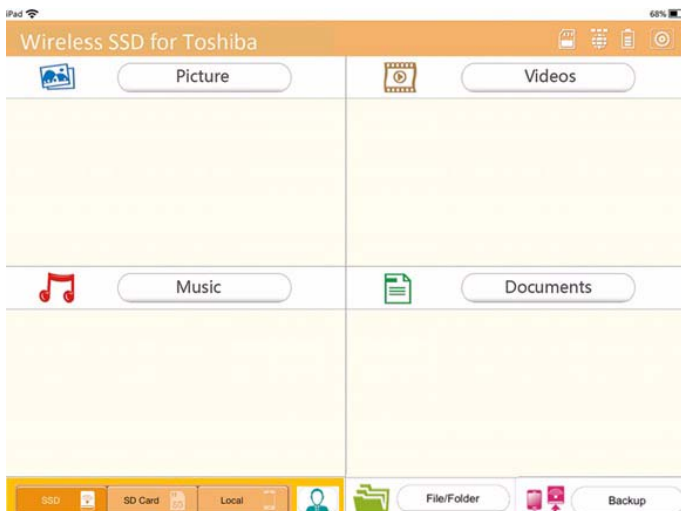 iPad 68%
Wireless SSD for Toshiba
Picture Videos
Music Documents
SSD SD Card Local File/Folder Backup